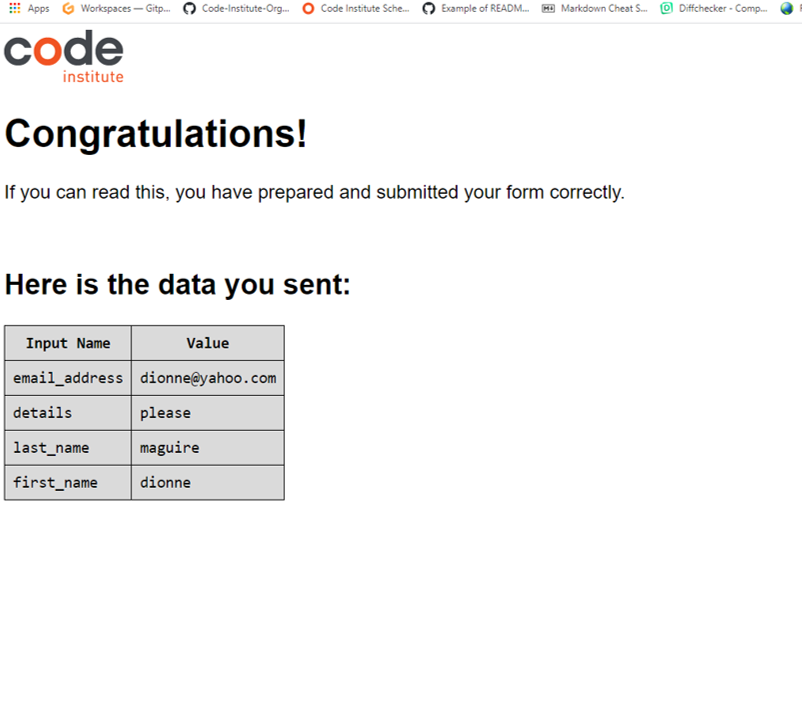 Apps Workspaces — Gitp... Code-Institute-Org... Code Institute Sche... Example of READM... Markdown Cheat S... Diffchecker - Comp...
code
institute
Congratulations!
If you can read this, you have prepared and submitted your form correctly.
Here is the data you sent:
Input Name Value
email_address dionne@yahoo.com
details please
last_name maguire
first_name dionne